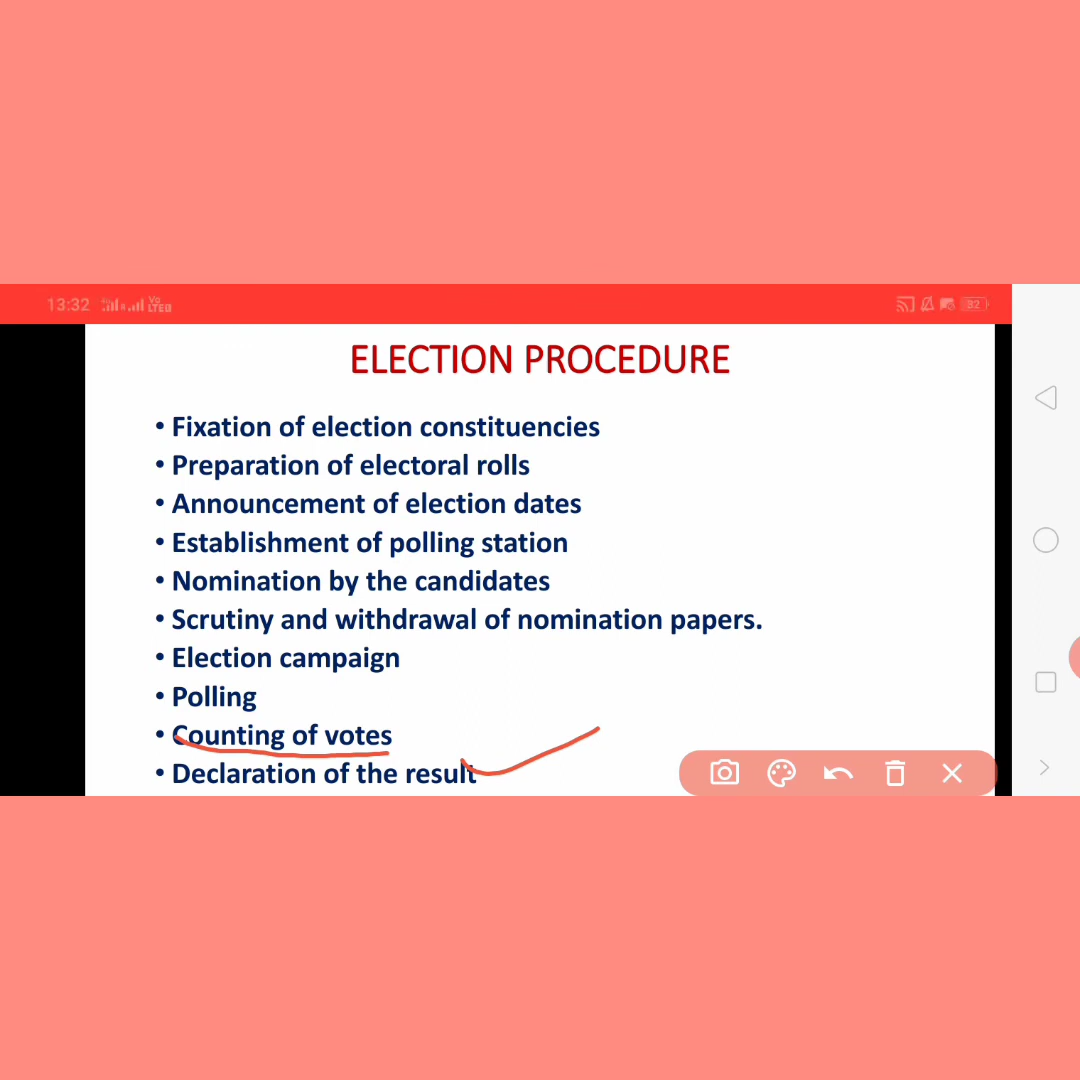 13:32
32
ELECTION PROCEDURE
• Fixation of election constituencies
• Preparation of electoral rolls
• Announcement of election dates
• Establishment of polling station
• Nomination by the candidates
• Scrutiny and withdrawal of nomination papers.
• Election campaign
• Polling
• Counting of votes
• Declaration of the result